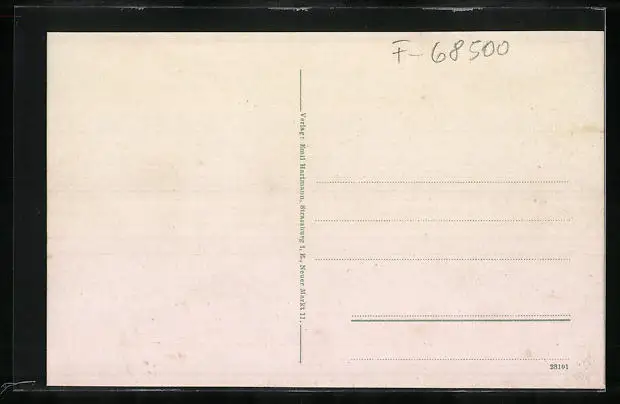 F-68500
Verlag: Emil Hartmann, Strassburg i. E., Neuer Markt 11.
28101